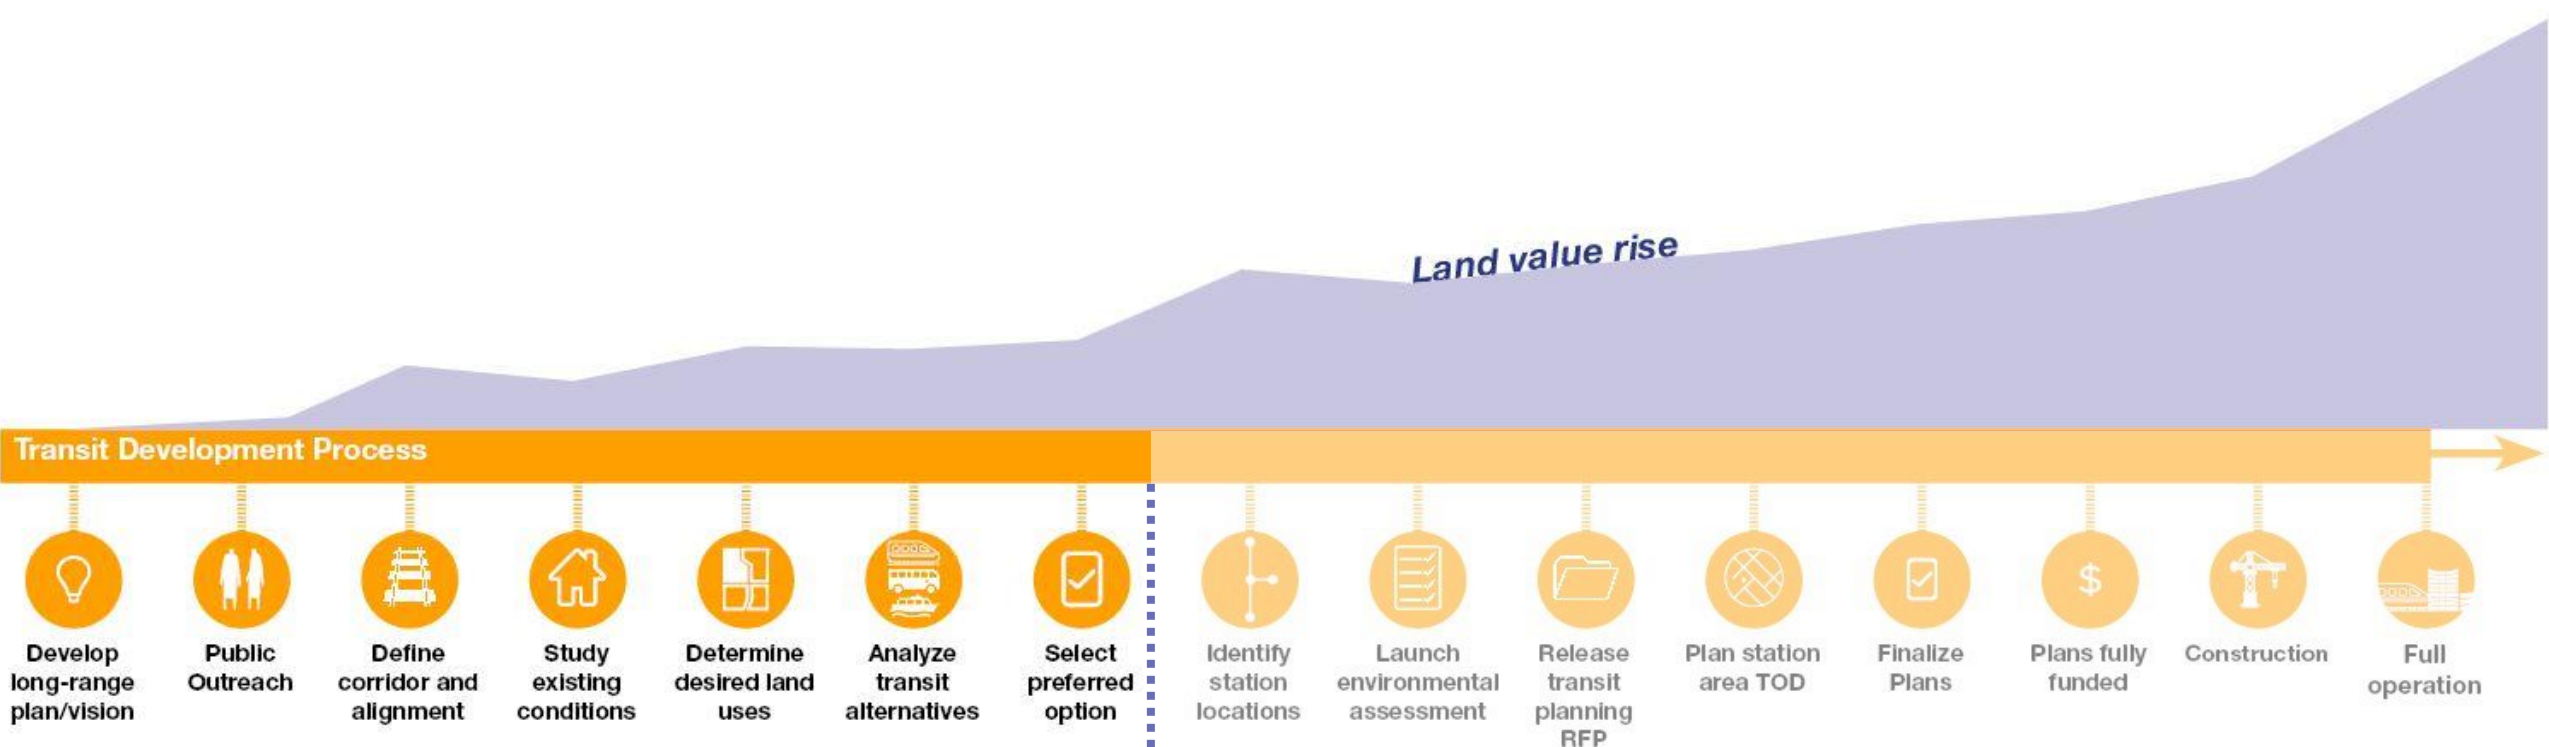 Land value rise
Transit Development Process
Develop
long-range
plan/vision
Public
Outreach
Define
corridor and
alignment
Study
existing
conditions
Determine
desired land
uses
Analyze
transit
alternatives
Select
preferred
option
Identify
station
locations
Launch
environmental
assessment
Release
transit
planning
RFP
Plan station
area TOD
Finalize
Plans
$
Plans fully
funded
Construction
Full
operation